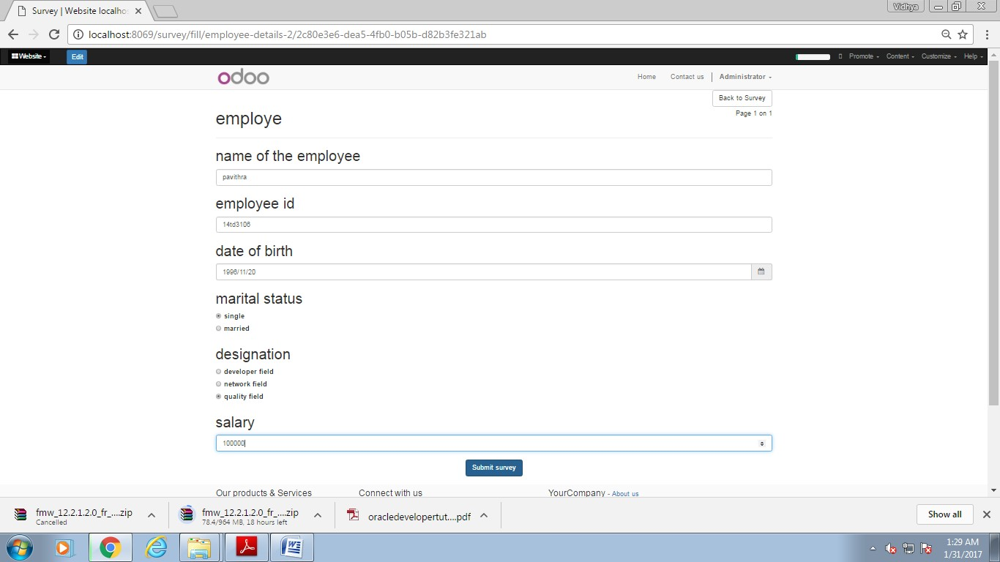 Survey | Website localho
Vidhya
localhost:8069/survey/fill/employee-details-2/2c80e3e6-dea5-4fb0-b05b-d82b3fe321ab
Website Edit Promote Content Customize Help
odoo Home Contact us Administrator
Back to Survey
Page 1 on 1
employe
name of the employee
pavithra
employee id
14td3106
date of birth
1996/11/20
marital status
single
married
designation
developer field
network field
quality field
salary
100000
Submit survey
Our products & Services Connect with us YourCompany - About us
fmw_12.2.1.2.0_fr_....zip
Cancelled
fmw_12.2.1.2.0_fr_....zip
78.4/964 MB, 18 hours left
oracledevelopertut....pdf
Show all
1:29 AM
1/31/2017